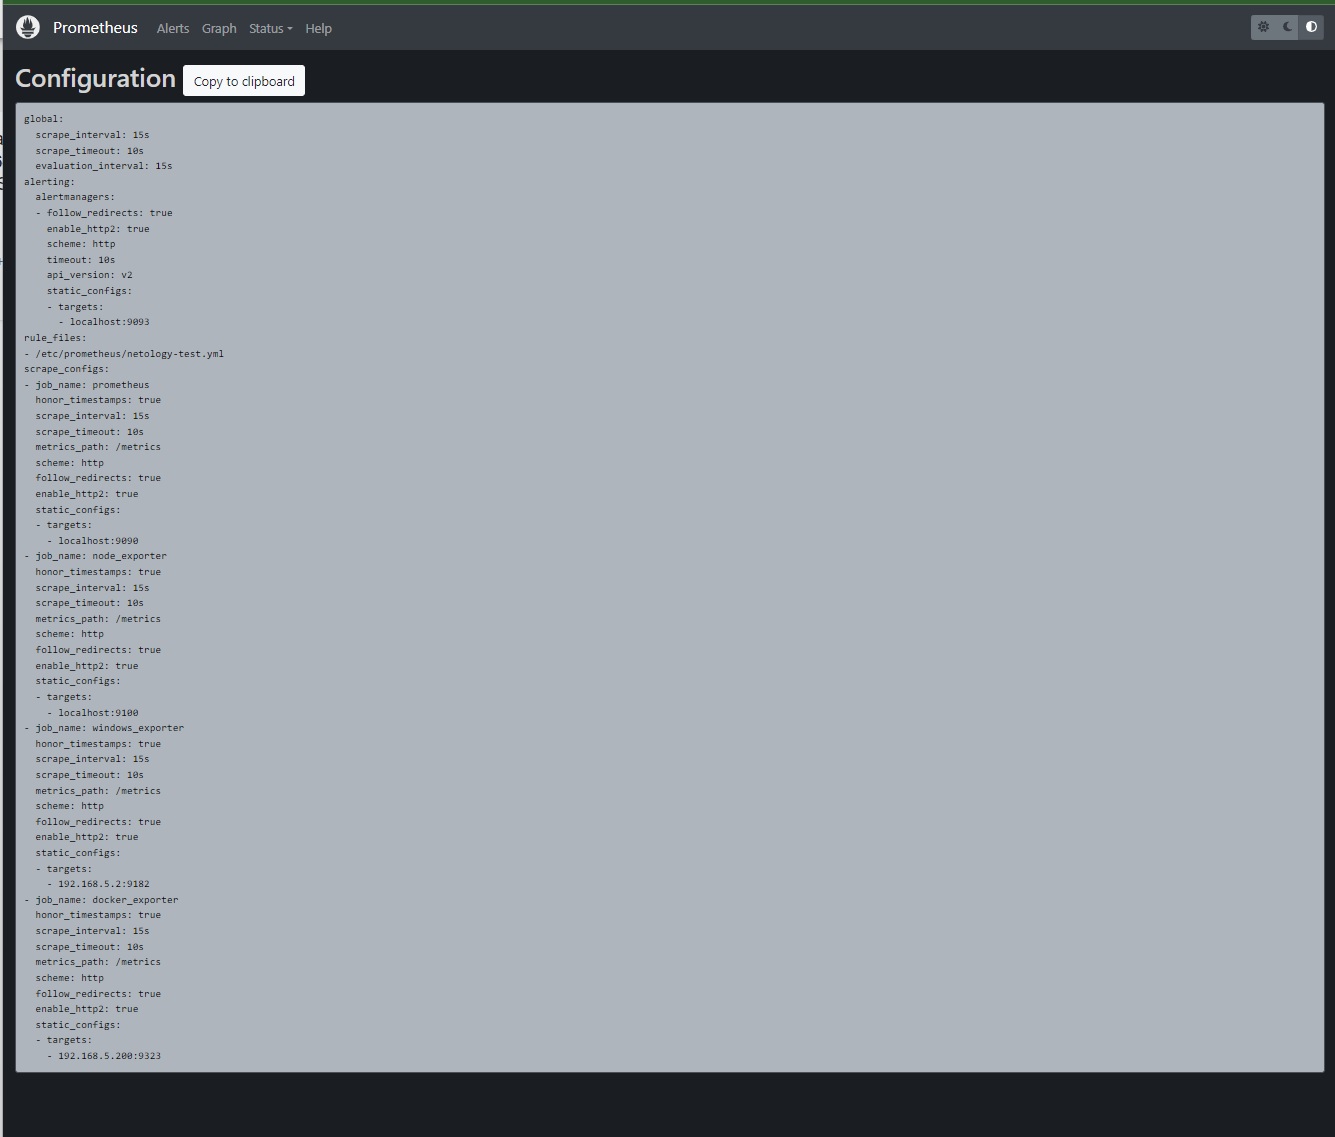 Prometheus Alerts Graph Status Help
Configuration Copy to clipboard
global:
  scrape_interval: 15s
  scrape_timeout: 10s
  evaluation_interval: 15s
alerting:
  alertmanagers:
  - follow_redirects: true
    enable_http2: true
    scheme: http
    timeout: 10s
    api_version: v2
    static_configs:
    - targets:
      - localhost:9093
rule_files:
- /etc/prometheus/netology-test.yml
scrape_configs:
- job_name: prometheus
  honor_timestamps: true
  scrape_interval: 15s
  scrape_timeout: 10s
  metrics_path: /metrics
  scheme: http
  follow_redirects: true
  enable_http2: true
  static_configs:
  - targets:
    - localhost:9090
- job_name: node_exporter
  honor_timestamps: true
  scrape_interval: 15s
  scrape_timeout: 10s
  metrics_path: /metrics
  scheme: http
  follow_redirects: true
  enable_http2: true
  static_configs:
  - targets:
    - localhost:9100
- job_name: windows_exporter
  honor_timestamps: true
  scrape_interval: 15s
  scrape_timeout: 10s
  metrics_path: /metrics
  scheme: http
  follow_redirects: true
  enable_http2: true
  static_configs:
  - targets:
    - 192.168.5.2:9182
- job_name: docker_exporter
  honor_timestamps: true
  scrape_interval: 15s
  scrape_timeout: 10s
  metrics_path: /metrics
  scheme: http
  follow_redirects: true
  enable_http2: true
  static_configs:
  - targets:
    - 192.168.5.200:9323